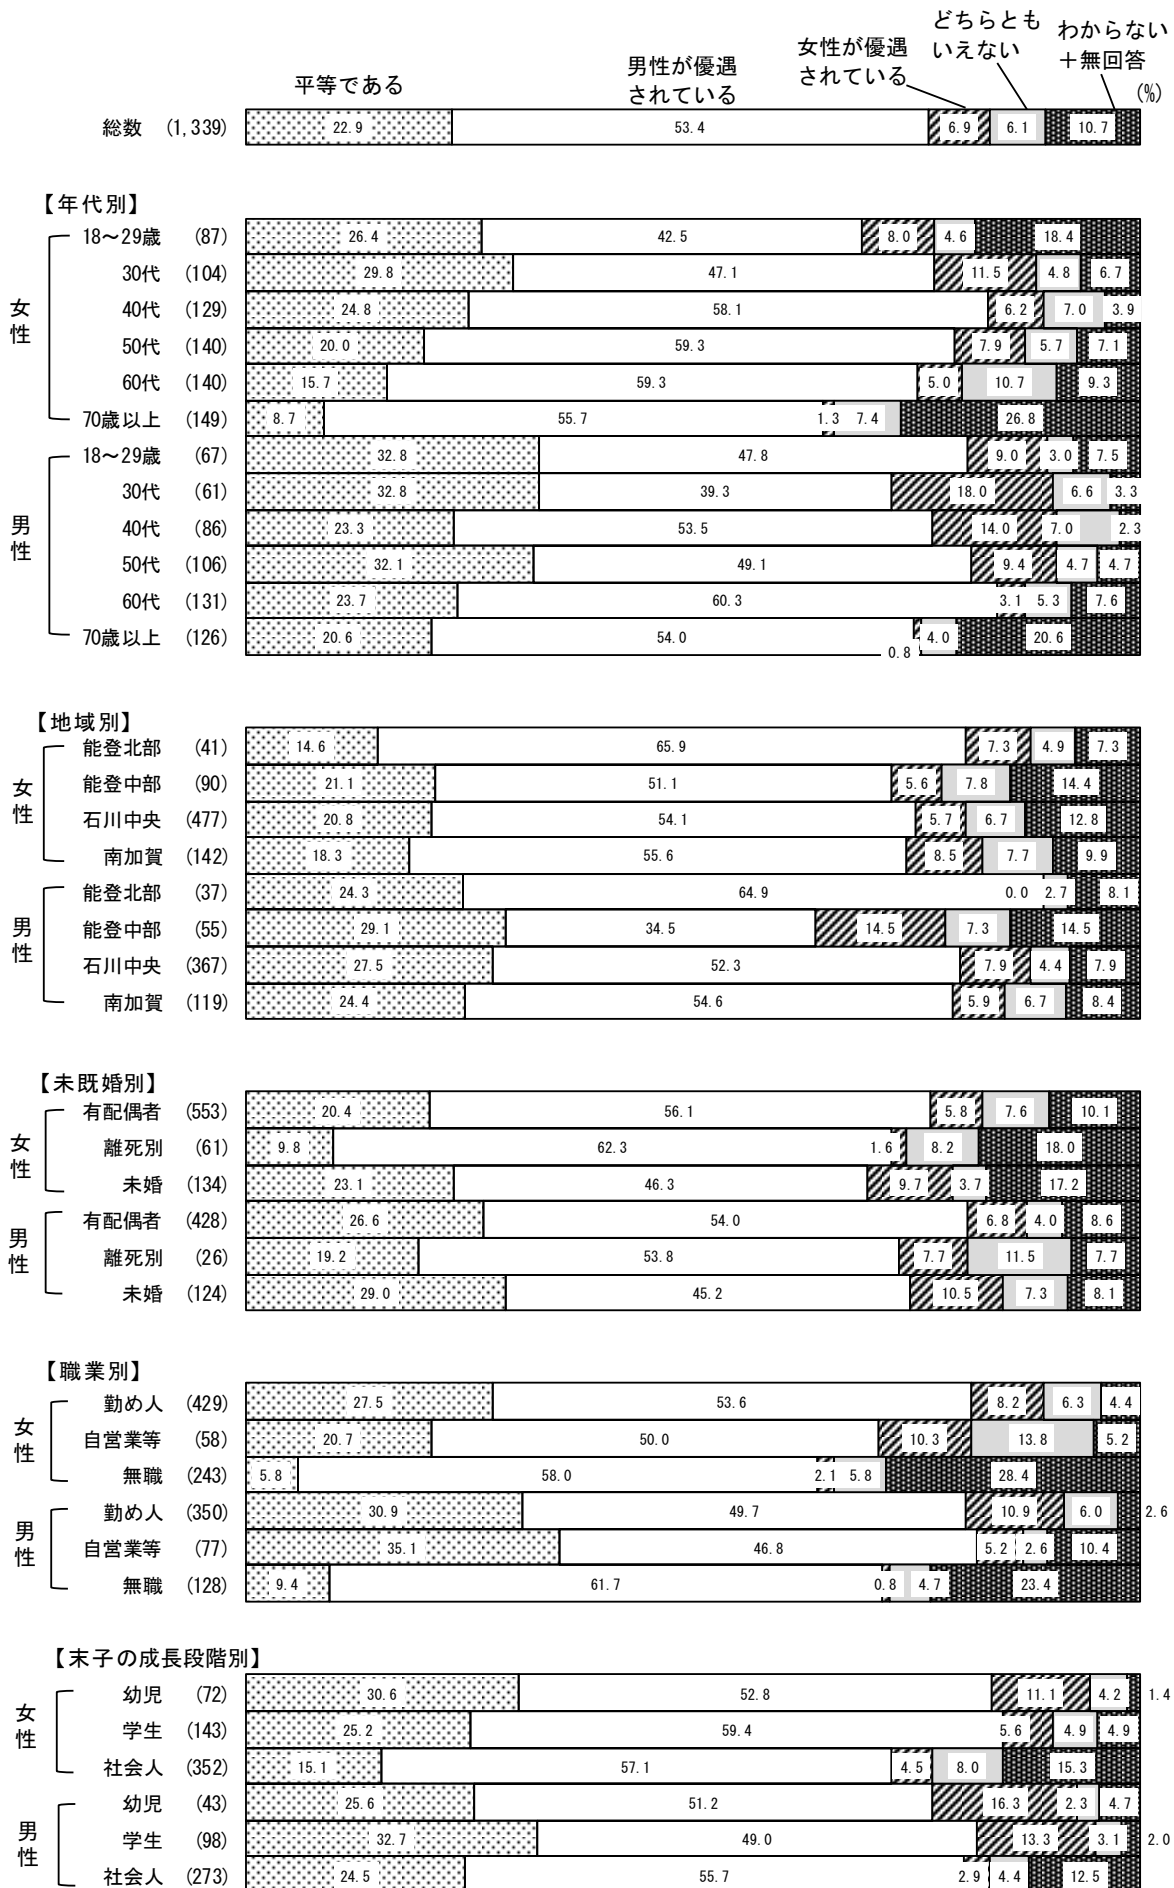 平等である
男性が優遇
されている
女性が優遇
されている
どちらとも
いえない
わからない
＋無回答
(%)
総数 (1,339) 22.9 53.4 6.9 6.1 10.7
【年代別】
女性
18～29歳 (87) 26.4 42.5 8.0 4.6 18.4
30代 (104) 29.8 47.1 11.5 4.8 6.7
40代 (129) 24.8 58.1 6.2 7.0 3.9
50代 (140) 20.0 59.3 7.9 5.7 7.1
60代 (140) 15.7 59.3 5.0 10.7 9.3
70歳以上 (149) 8.7 55.7 1.3 7.4 26.8
男性
18～29歳 (67) 32.8 47.8 9.0 3.0 7.5
30代 (61) 32.8 39.3 18.0 6.6 3.3
40代 (86) 23.3 53.5 14.0 7.0 2.3
50代 (106) 32.1 49.1 9.4 4.7 4.7
60代 (131) 23.7 60.3 3.1 5.3 7.6
70歳以上 (126) 20.6 54.0 0.8 4.0 20.6
【地域別】
女性
能登北部 (41) 14.6 65.9 7.3 4.9 7.3
能登中部 (90) 21.1 51.1 5.6 7.8 14.4
石川中央 (477) 20.8 54.1 5.7 6.7 12.8
南加賀 (142) 18.3 55.6 8.5 7.7 9.9
男性
能登北部 (37) 24.3 64.9 0.0 2.7 8.1
能登中部 (55) 29.1 34.5 14.5 7.3 14.5
石川中央 (367) 27.5 52.3 7.9 4.4 7.9
南加賀 (119) 24.4 54.6 5.9 6.7 8.4
【未既婚別】
女性
有配偶者 (553) 20.4 56.1 5.8 7.6 10.1
離死別 (61) 9.8 62.3 1.6 8.2 18.0
未婚 (134) 23.1 46.3 9.7 3.7 17.2
男性
有配偶者 (428) 26.6 54.0 6.8 4.0 8.6
離死別 (26) 19.2 53.8 7.7 11.5 7.7
未婚 (124) 29.0 45.2 10.5 7.3 8.1
【職業別】
女性
勤め人 (429) 27.5 53.6 8.2 6.3 4.4
自営業等 (58) 20.7 50.0 10.3 13.8 5.2
無職 (243) 5.8 58.0 2.1 5.8 28.4
男性
勤め人 (350) 30.9 49.7 10.9 6.0 2.6
自営業等 (77) 35.1 46.8 5.2 2.6 10.4
無職 (128) 9.4 61.7 0.8 4.7 23.4
【末子の成長段階別】
女性
幼児 (72) 30.6 52.8 11.1 4.2 1.4
学生 (143) 25.2 59.4 5.6 4.9 4.9
社会人 (352) 15.1 57.1 4.5 8.0 15.3
男性
幼児 (43) 25.6 51.2 16.3 2.3 4.7
学生 (98) 32.7 49.0 13.3 3.1 2.0
社会人 (273) 24.5 55.7 2.9 4.4 12.5